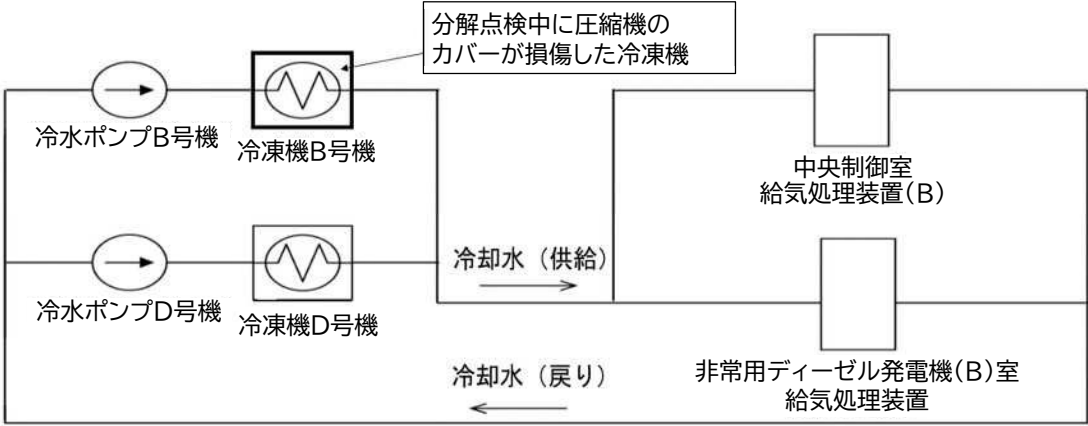 分解点検中に圧縮機の
カバーが損傷した冷凍機
冷水ポンプB号機
冷凍機B号機
中央制御室
給気処理装置(B)
冷却水（供給）
冷水ポンプD号機
冷凍機D号機
冷却水（戻り）
非常用ディーゼル発電機(B)室
給気処理装置